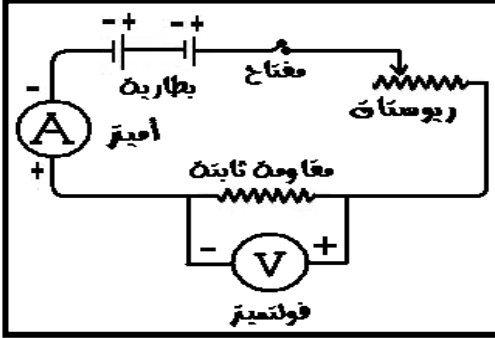 - + - +
بطارية
مفتاح
ريوستات
-
A
أميتر
+
مقاومة ثابتة
- V +
فولتميتر